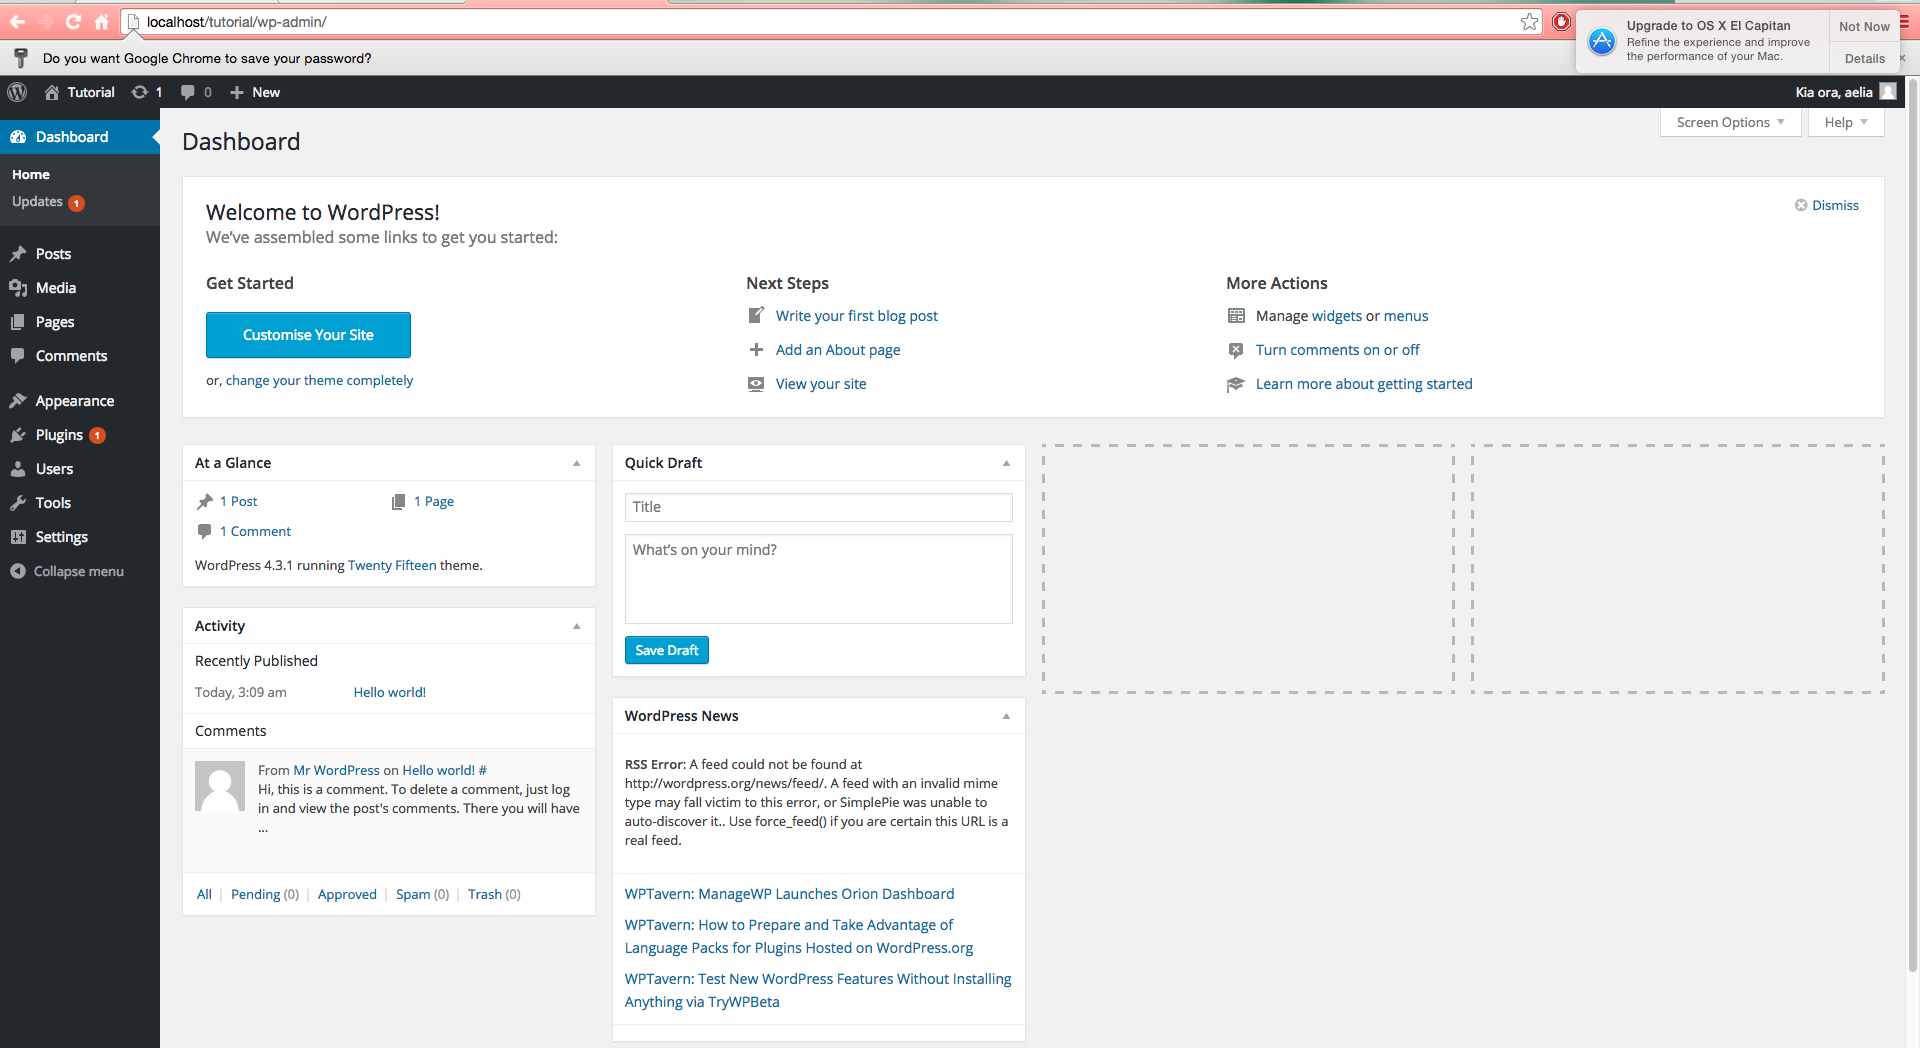 localhost/tutorial/wp-admin/
Upgrade to OS X El Capitan
Refine the experience and improve
the performance of your Mac.
Not Now
Details
Do you want Google Chrome to save your password?
Tutorial 1 0 New
Kia ora, aelia
Screen Options
Help
Dashboard
Home
Updates 1
Posts
Media
Pages
Comments
Appearance
Plugins 1
Users
Tools
Settings
Collapse menu
Dashboard
Welcome to WordPress!
We've assembled some links to get you started:
Dismiss
Get Started
Customise Your Site
or, change your theme completely
Next Steps
Write your first blog post
Add an About page
View your site
More Actions
Manage widgets or menus
Turn comments on or off
Learn more about getting started
At a Glance
1 Post
1 Page
1 Comment
WordPress 4.3.1 running Twenty Fifteen theme.
Activity
Recently Published
Today, 3:09 am Hello world!
Comments
From Mr WordPress on Hello world! #
Hi, this is a comment. To delete a comment, just log
in and view the post's comments. There you will have
...
All | Pending (0) | Approved | Spam (0) | Trash (0)
Quick Draft
Title
What's on your mind?
Save Draft
WordPress News
RSS Error: A feed could not be found at
http://wordpress.org/news/feed/. A feed with an invalid mime
type may fall victim to this error, or SimplePie was unable to
auto-discover it.. Use force_feed() if you are certain this URL is a
real feed.
WPTavern: ManageWP Launches Orion Dashboard
WPTavern: How to Prepare and Take Advantage of
Language Packs for Plugins Hosted on WordPress.org
WPTavern: Test New WordPress Features Without Installing
Anything via TryWPBeta